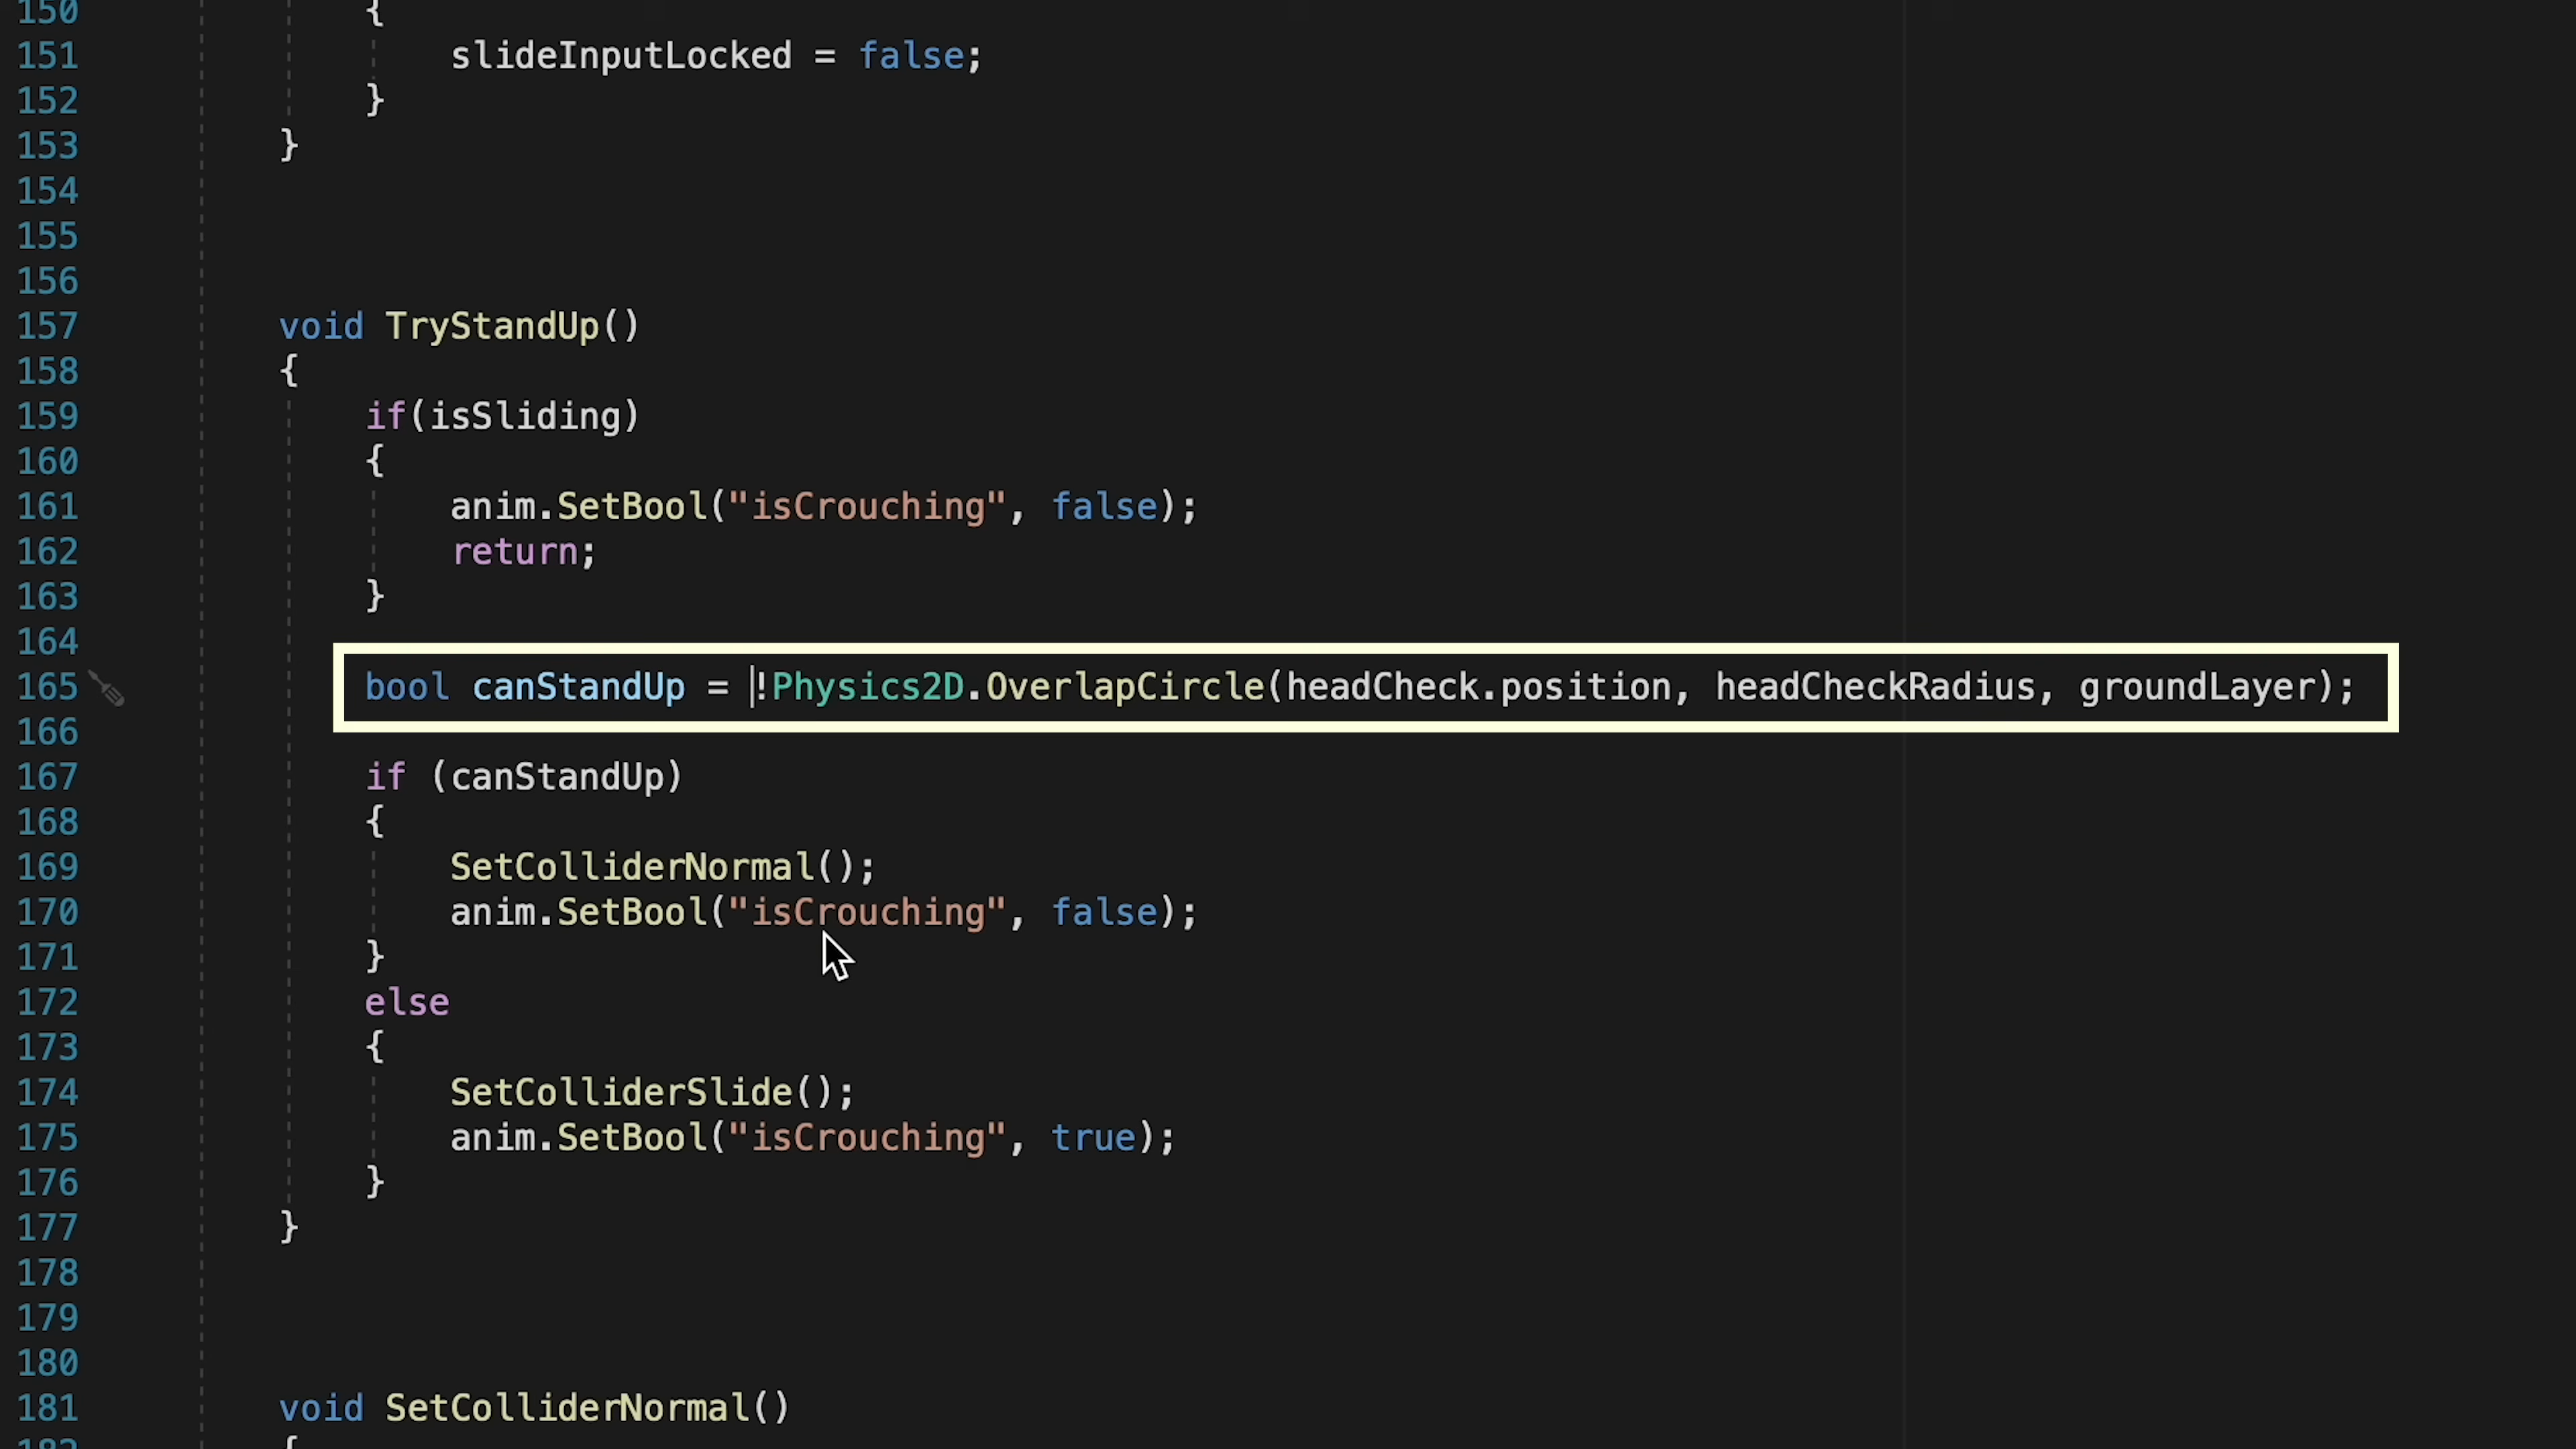 150 {
151 slideInputLocked = false;
152 }
153 }
154
155
156
157 void TryStandUp()
158 {
159 if(isSliding)
160 {
161 anim.SetBool("isCrouching", false);
162 return;
163 }
164
165 bool canStandUp = !Physics2D.OverlapCircle(headCheck.position, headCheckRadius, groundLayer);
166
167 if (canStandUp)
168 {
169 SetColliderNormal();
170 anim.SetBool("isCrouching", false);
171 }
172 else
173 {
174 SetColliderSlide();
175 anim.SetBool("isCrouching", true);
176 }
177 }
178
179
180
181 void SetColliderNormal()
182 {